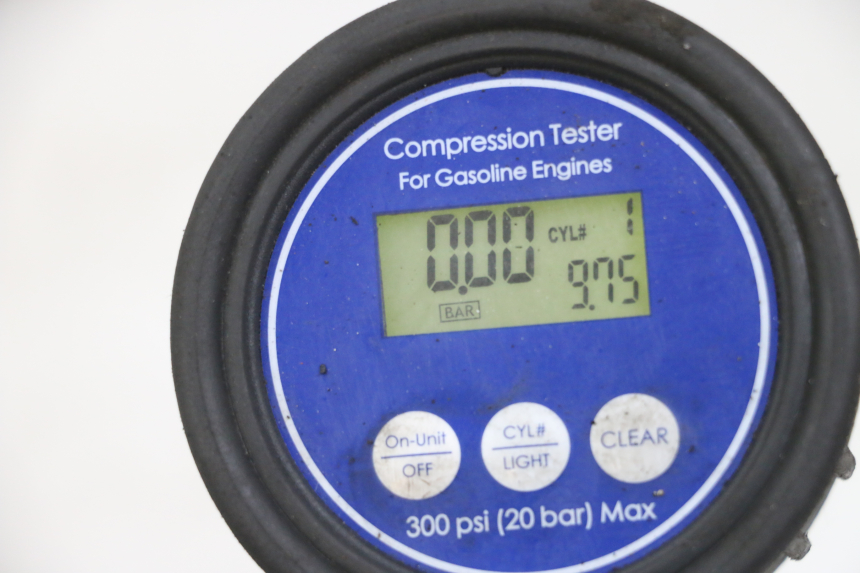 Compression Tester
For Gasoline Engines
0.00 CYL# 1
BAR 9.75
On-Unit
OFF
CYL#
LIGHT
CLEAR
300 psi (20 bar) Max